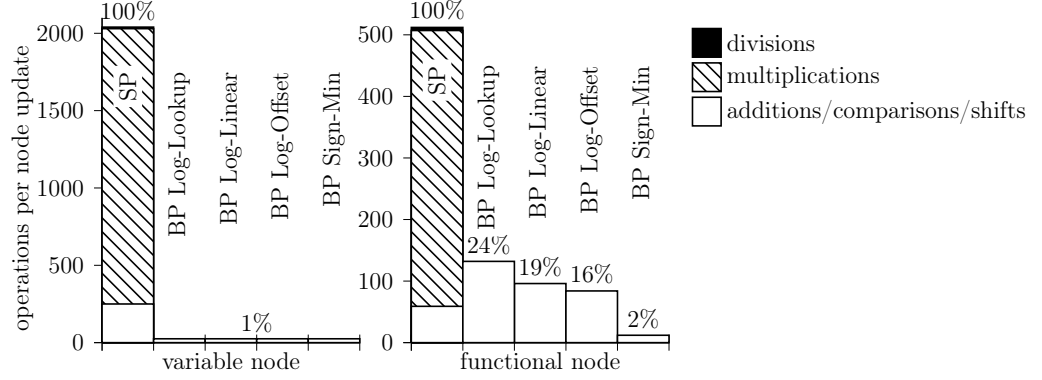 operations per node update
2000
1500
1000
500
0
100%
SP
BP Log-Lookup
BP Log-Linear
BP Log-Offset
BP Sign-Min
1%
variable node
500
400
300
200
100
0
100%
SP
BP Log-Lookup
BP Log-Linear
BP Log-Offset
BP Sign-Min
24%
19%
16%
2%
functional node
divisions
multiplications
additions/comparisons/shifts